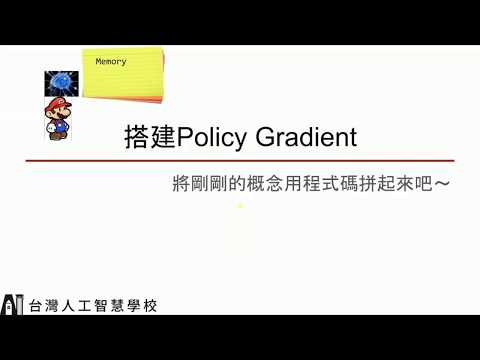 Memory
搭建Policy Gradient
將剛剛的概念用程式碼拼起來吧～
AI 台灣人工智慧學校